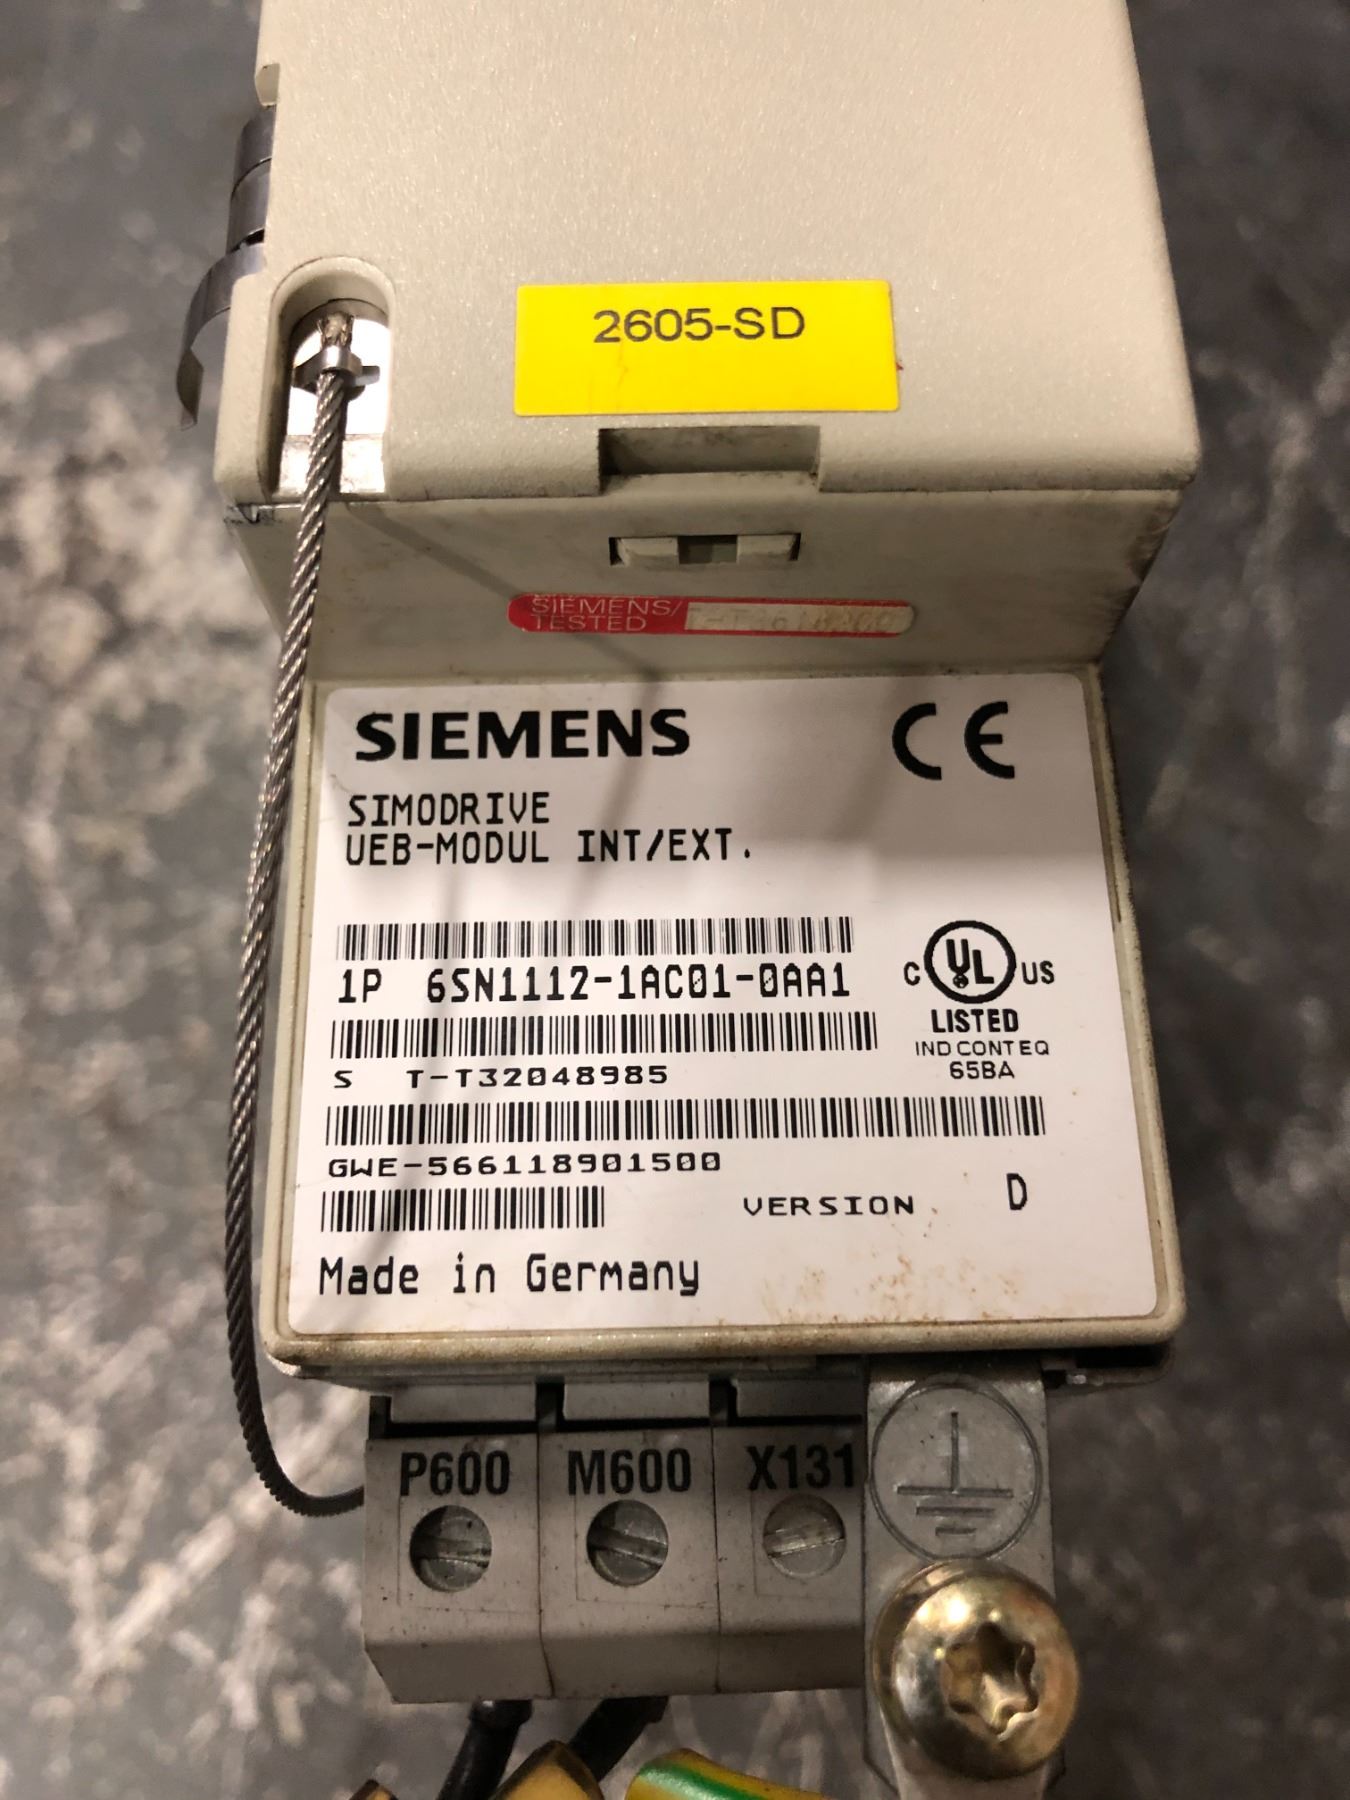 2605-SD
SIEMENS/
TESTED
SIEMENS CE
SIMODRIVE
UEB-MODUL INT/EXT.
1P 6SN1112-1AC01-0AA1
C UL US
LISTED
IND CONT EQ
65BA
S T-T32048985
GWE-566118901500
VERSION D
Made in Germany
P600 M600 X131